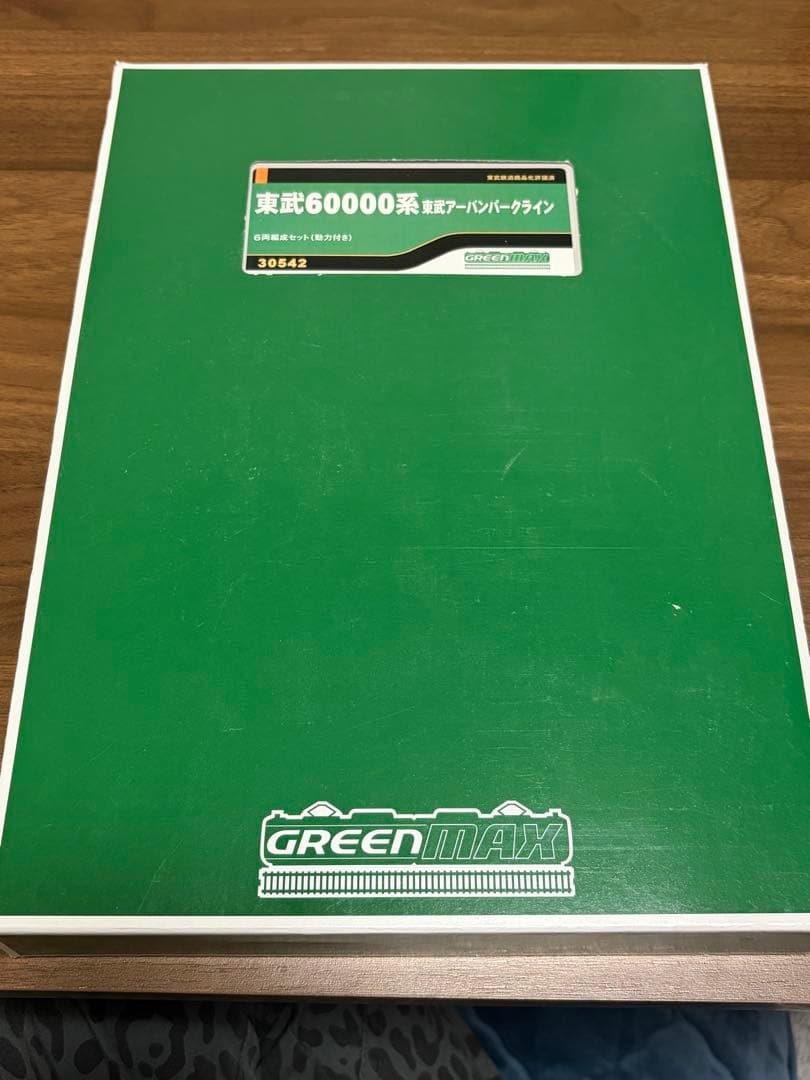 東武鉄道商品化許諾済
東武60000系 東武アーバンパークライン
6両編成セット(動力付き)
30542
GREENMAX
GREENMAX